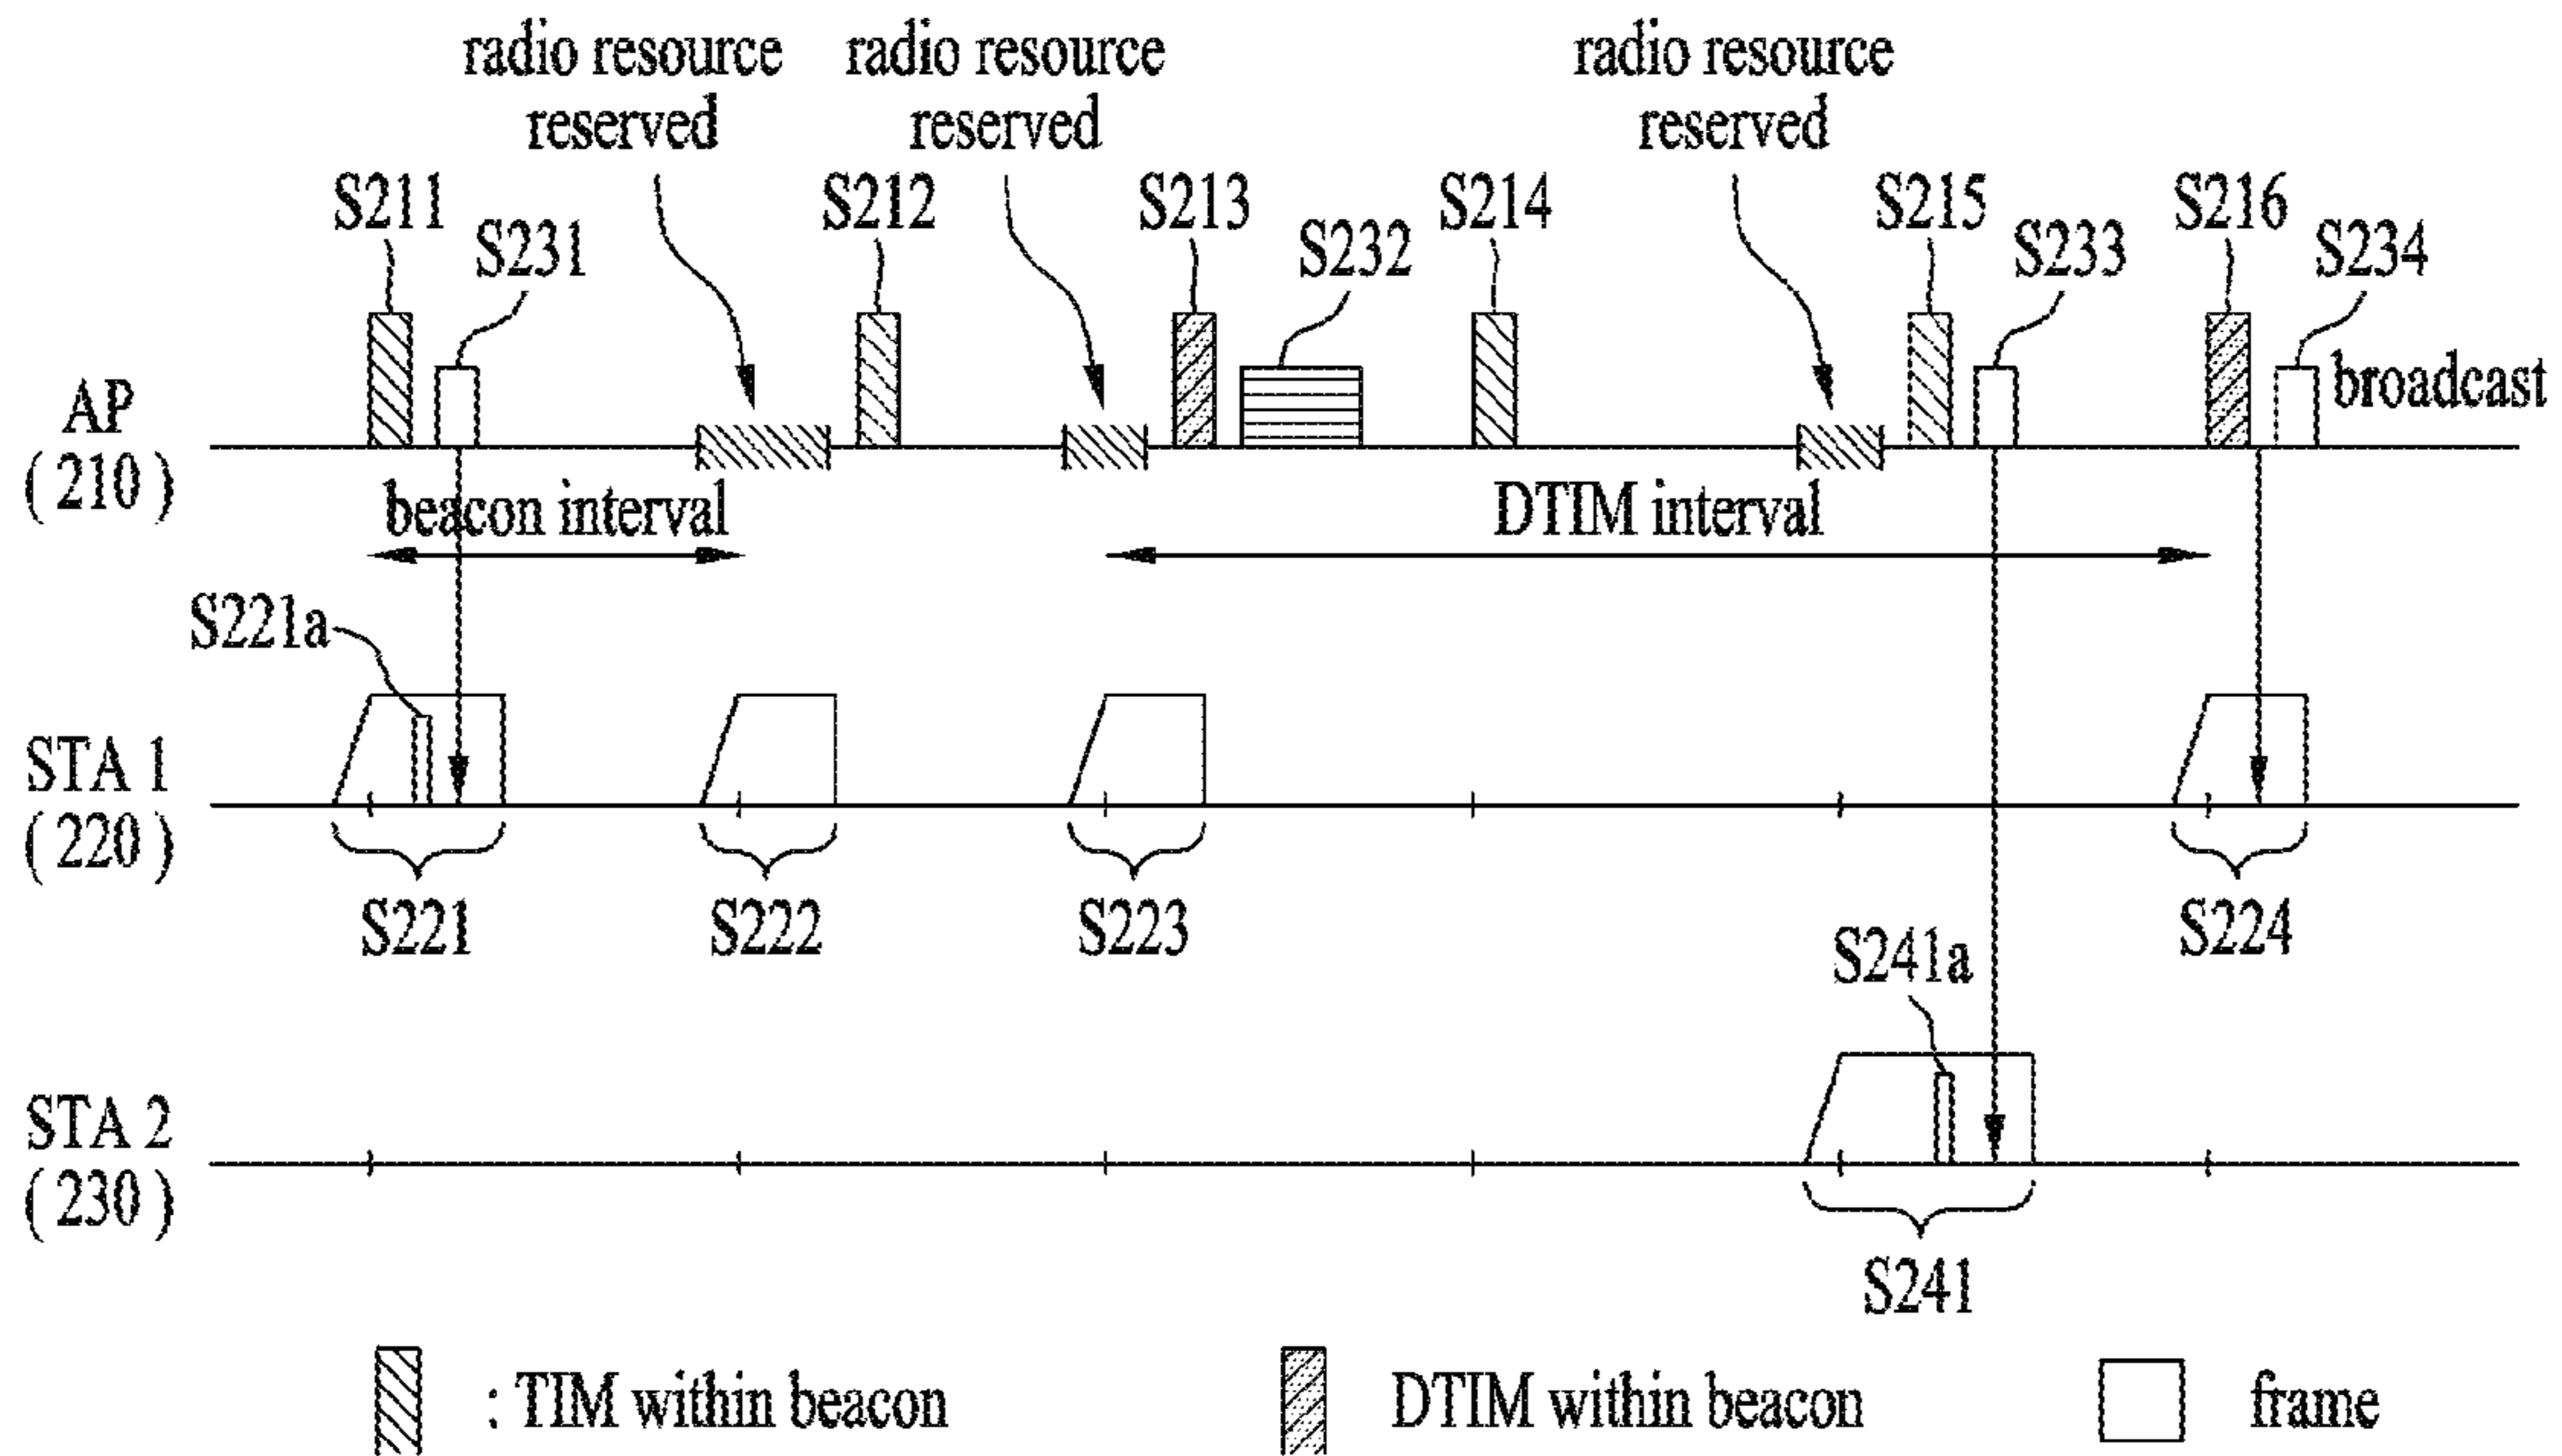 radio resource
reserved
radio resource
reserved
radio resource
reserved
S211
S231
S212
S213
S232
S214
S215
S233
S216
S234
broadcast
AP
( 210 )
beacon interval
DTIM interval
S221a
STA 1
( 220 )
S221
S222
S223
S224
S241a
STA 2
( 230 )
S241
: TIM within beacon
DTIM within beacon
frame